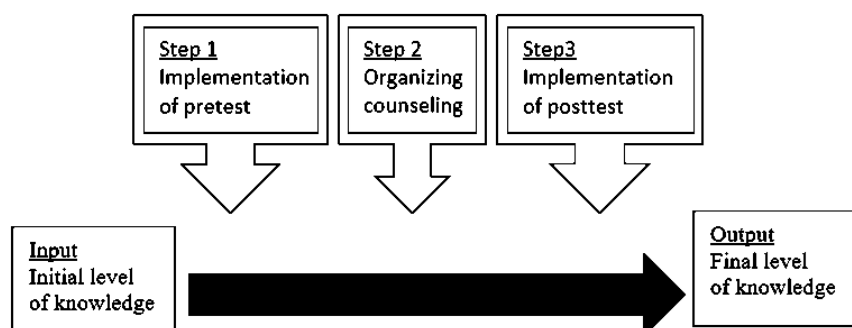 Step 1
Implementation
of pretest
Step 2
Organizing
counseling
Step3
Implementation
of posttest
Input
Initial level
of knowledge
Output
Final level
of knowledge